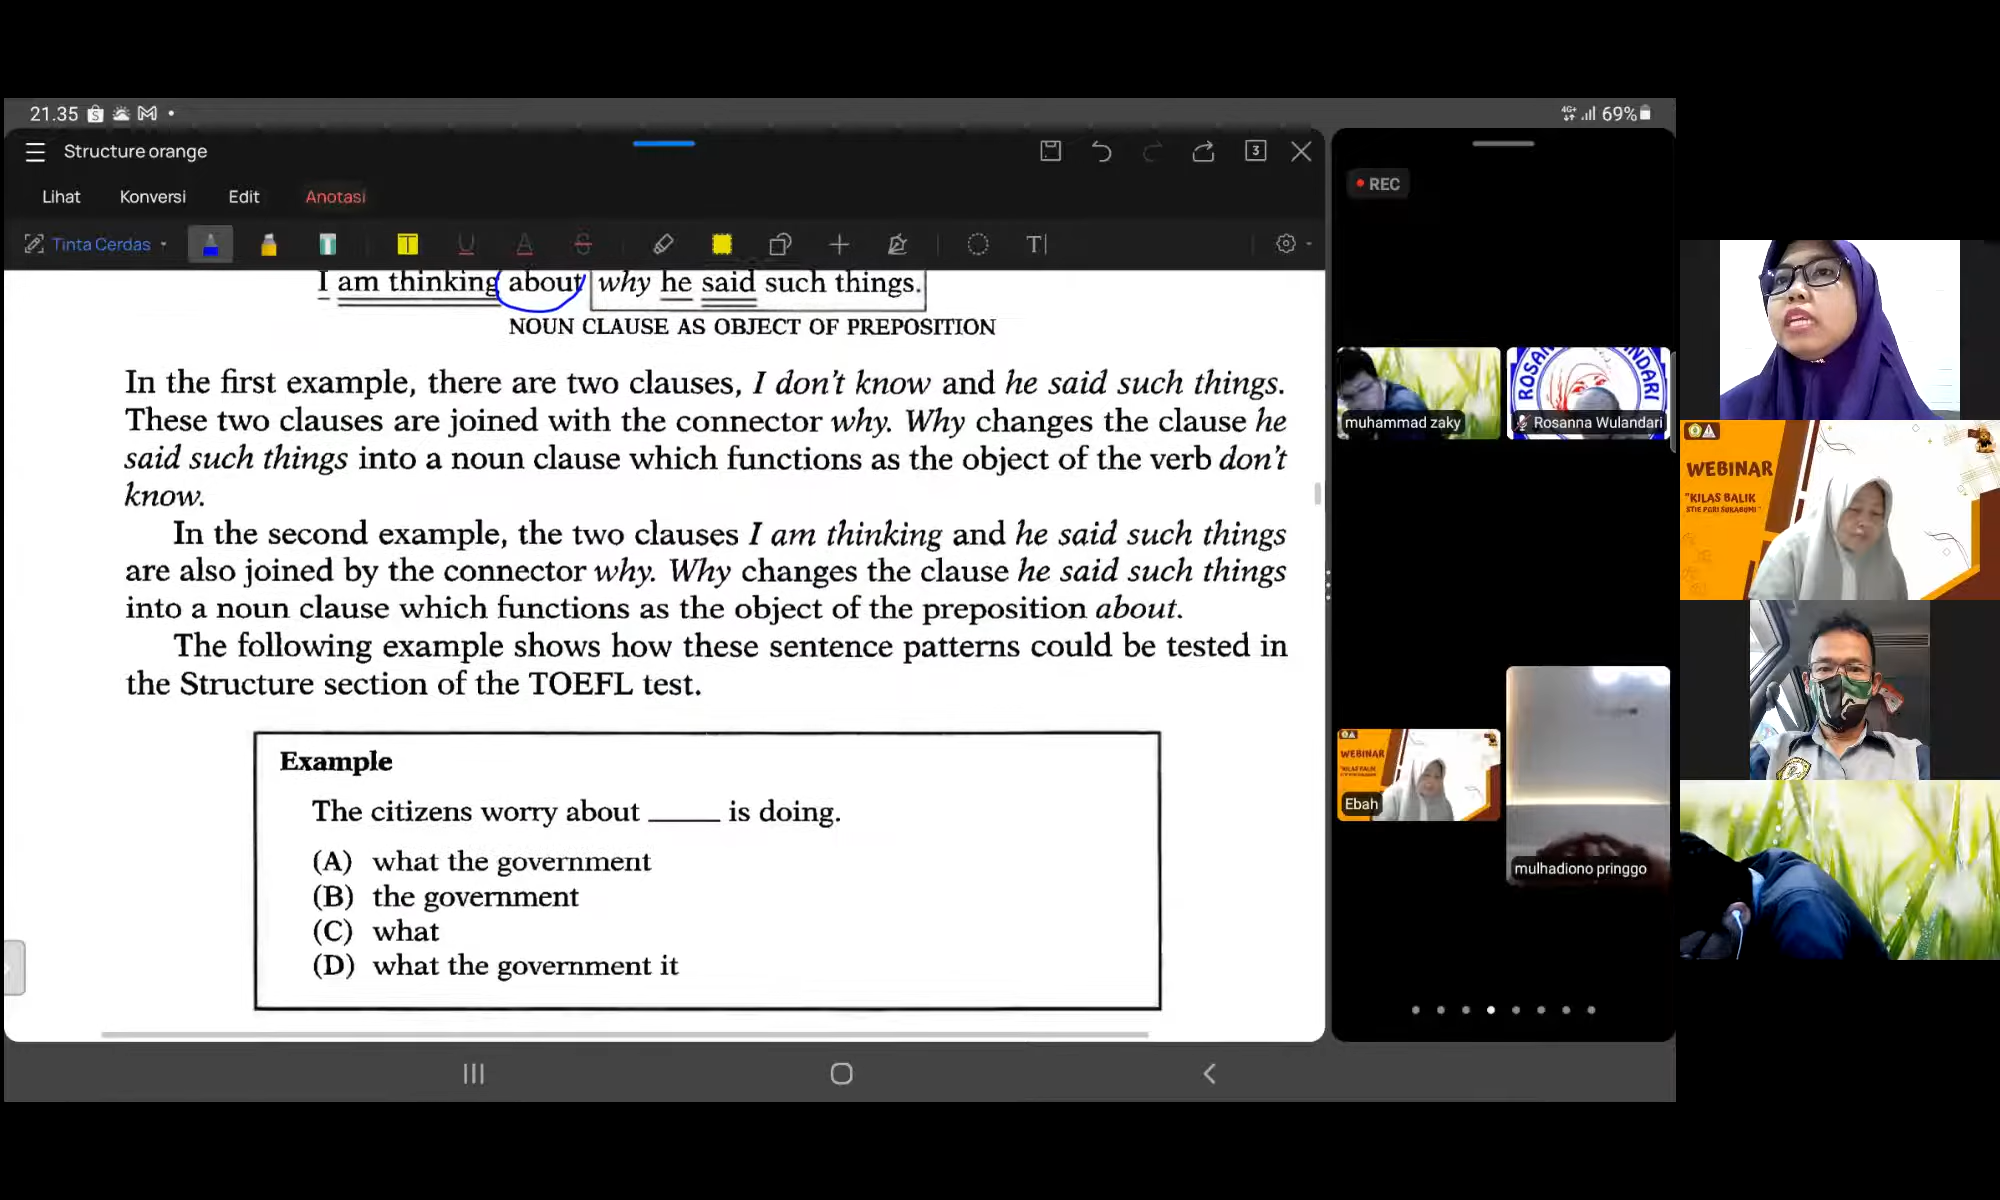 21.35
4G+ 69%
Structure orange
3
Lihat Konversi Edit Anotasi
Tinta Cerdas
T U A S T
I am thinking about why he said such things.
NOUN CLAUSE AS OBJECT OF PREPOSITION
In the first example, there are two clauses, I don't know and he said such things.
These two clauses are joined with the connector why. Why changes the clause he
said such things into a noun clause which functions as the object of the verb don't
know.
In the second example, the two clauses I am thinking and he said such things
are also joined by the connector why. Why changes the clause he said such things
into a noun clause which functions as the object of the preposition about.
The following example shows how these sentence patterns could be tested in
the Structure section of the TOEFL test.
Example
The citizens worry about _____ is doing.
(A) what the government
(B) the government
(C) what
(D) what the government it
REC
muhammad zaky
Rosanna Wulandari
WEBINAR
Ebah
mulhadiono pringgo
WEBINAR
"KILAS BALIK
STIE PGRI SUKABUMI"